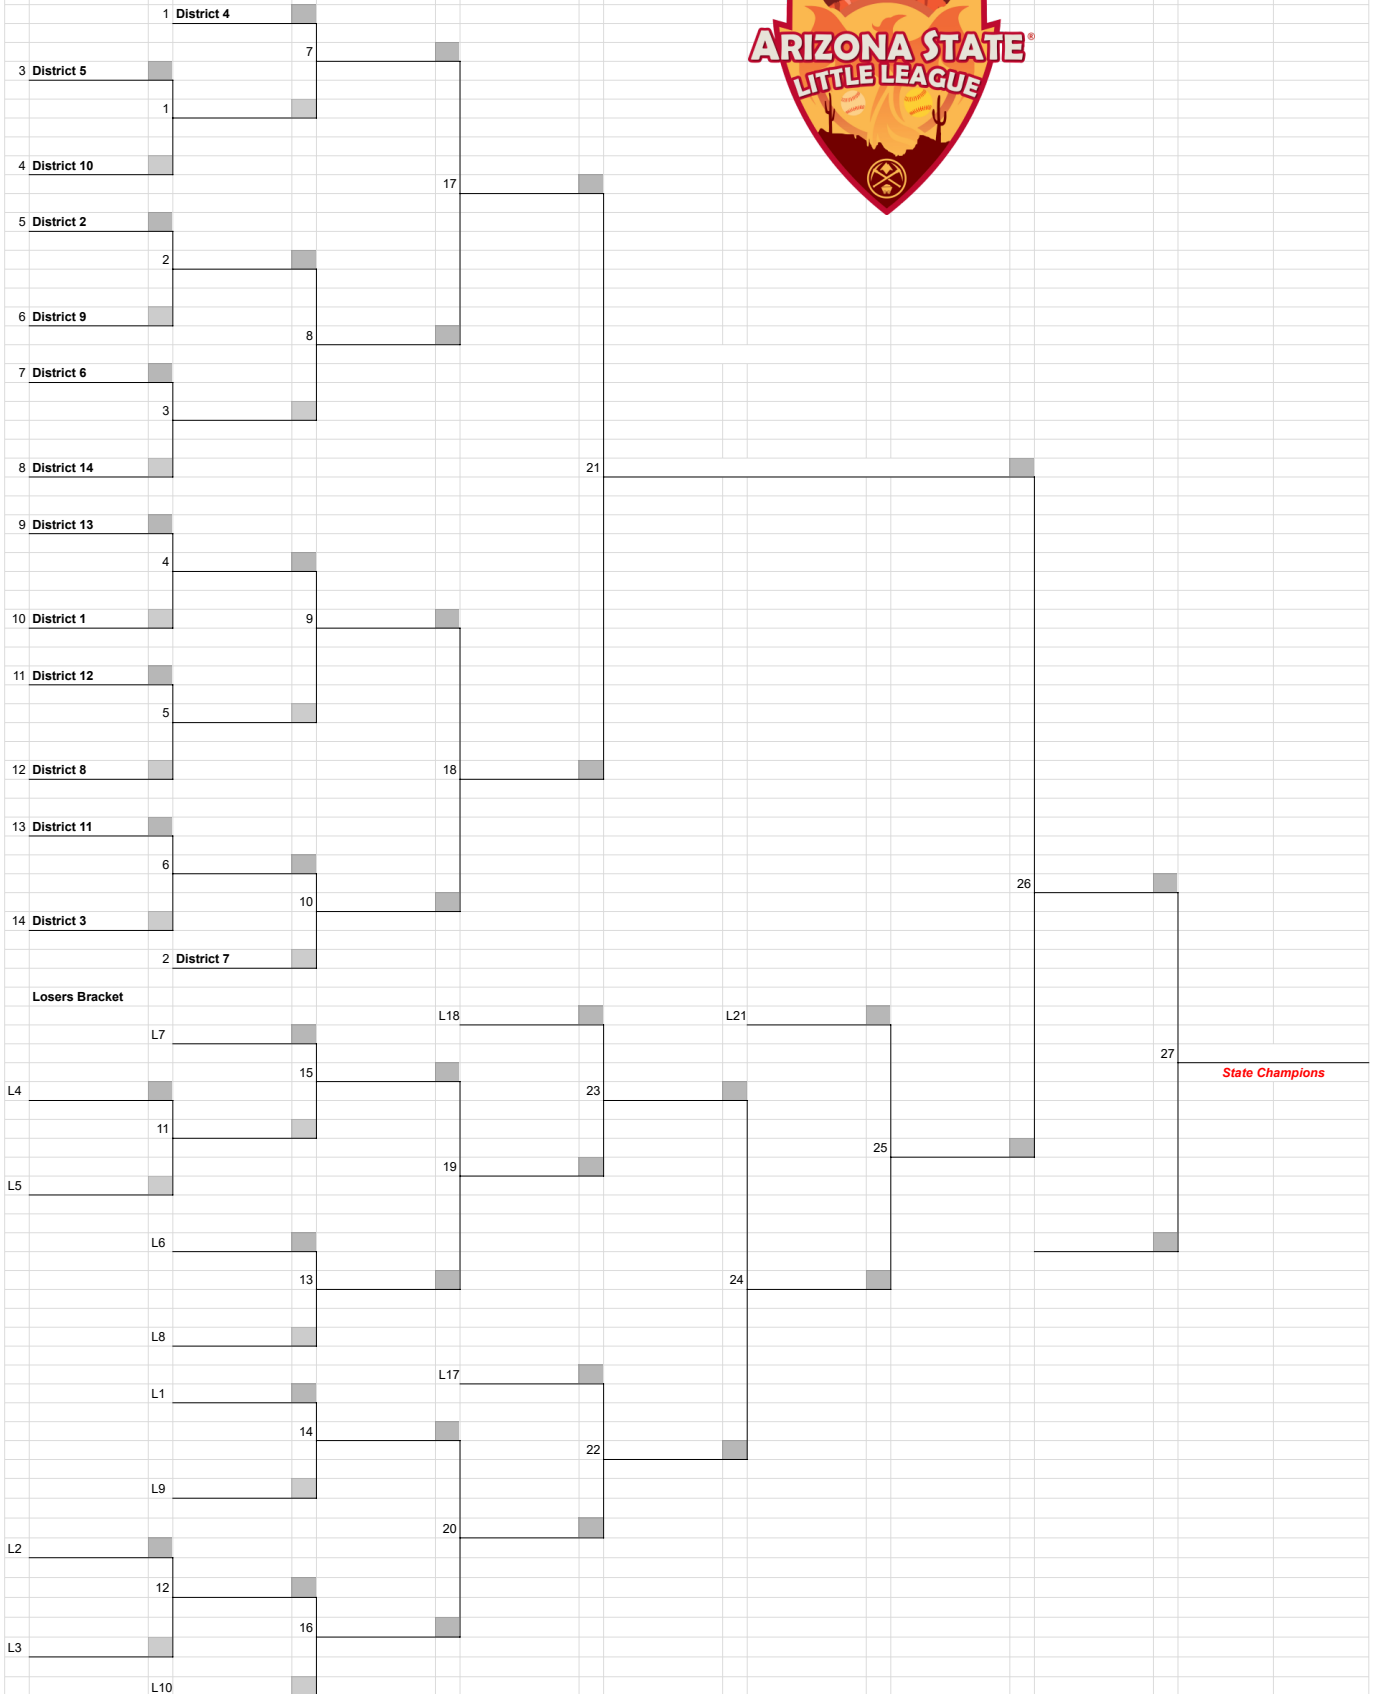 1 District 4
ARIZONA STATE®
LITTLE LEAGUE
7
3 District 5
1
4 District 10
17
5 District 2
2
6 District 9
8
7 District 6
3
8 District 14
21
9 District 13
4
10 District 1
9
11 District 12
5
12 District 8
18
13 District 11
6
26
10
14 District 3
2 District 7
Losers Bracket
L18
L21
L7
27
15
State Champions
L4
23
11
25
19
L5
L6
13
24
L8
L17
L1
14
22
L9
20
L2
12
16
L3
L10